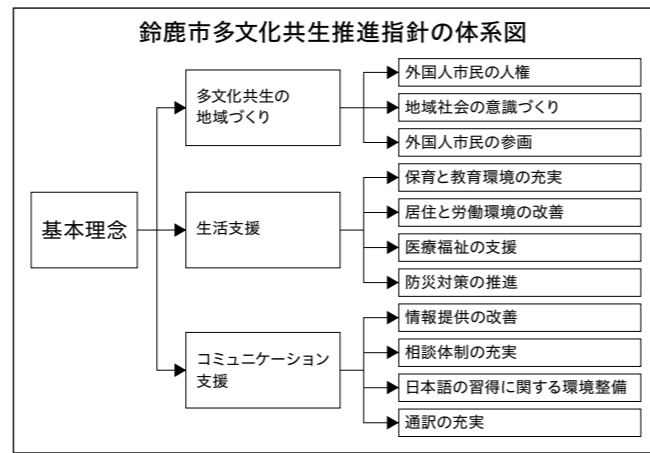 鈴鹿市多文化共生推進指針の体系図
基本理念
多文化共生の
地域づくり
外国人市民の人権
地域社会の意識づくり
外国人市民の参画
生活支援
保育と教育環境の充実
居住と労働環境の改善
医療福祉の支援
防災対策の推進
コミュニケーション
支援
情報提供の改善
相談体制の充実
日本語の習得に関する環境整備
通訳の充実